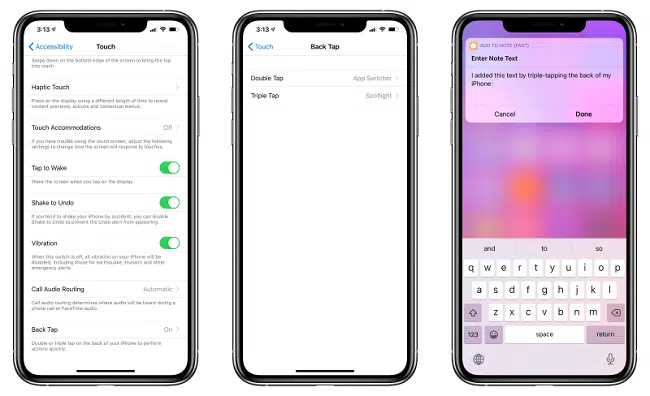 3:13
Accessibility
Touch
Swipe down on the bottom edge of the screen to bring the top
into reach.
Haptic Touch
Press on the display using a different length of time to reveal
content previews, actions and contextual menus.
Touch Accommodations Off
If you have trouble using the touch screen, adjust the following
settings to change how the screen will respond to touches.
Tap to Wake
Wake the screen when you tap on the display.
Shake to Undo
If you tend to shake your iPhone by accident, you can disable
Shake to Undo to prevent the Undo alert from appearing.
Vibration
When this switch is off, all vibration on your iPhone will be
disabled, including those for earthquake, tsunami and other
emergency alerts.
Call Audio Routing Automatic
Call audio routing determines where audio will be heard during a
phone call or FaceTime audio.
Back Tap On
Double or triple tap on the back of your iPhone to perform
actions quickly.
3:13
Touch
Back Tap
Double Tap App Switcher
Triple Tap Spotlight
ADD TO NOTE (FAST)
Enter Note Text
I added this text by triple-tapping the back of my
iPhone
Cancel Done
and to so
q w e r t y u i o p
a s d f g h j k l
z x c v b n m
123 space return